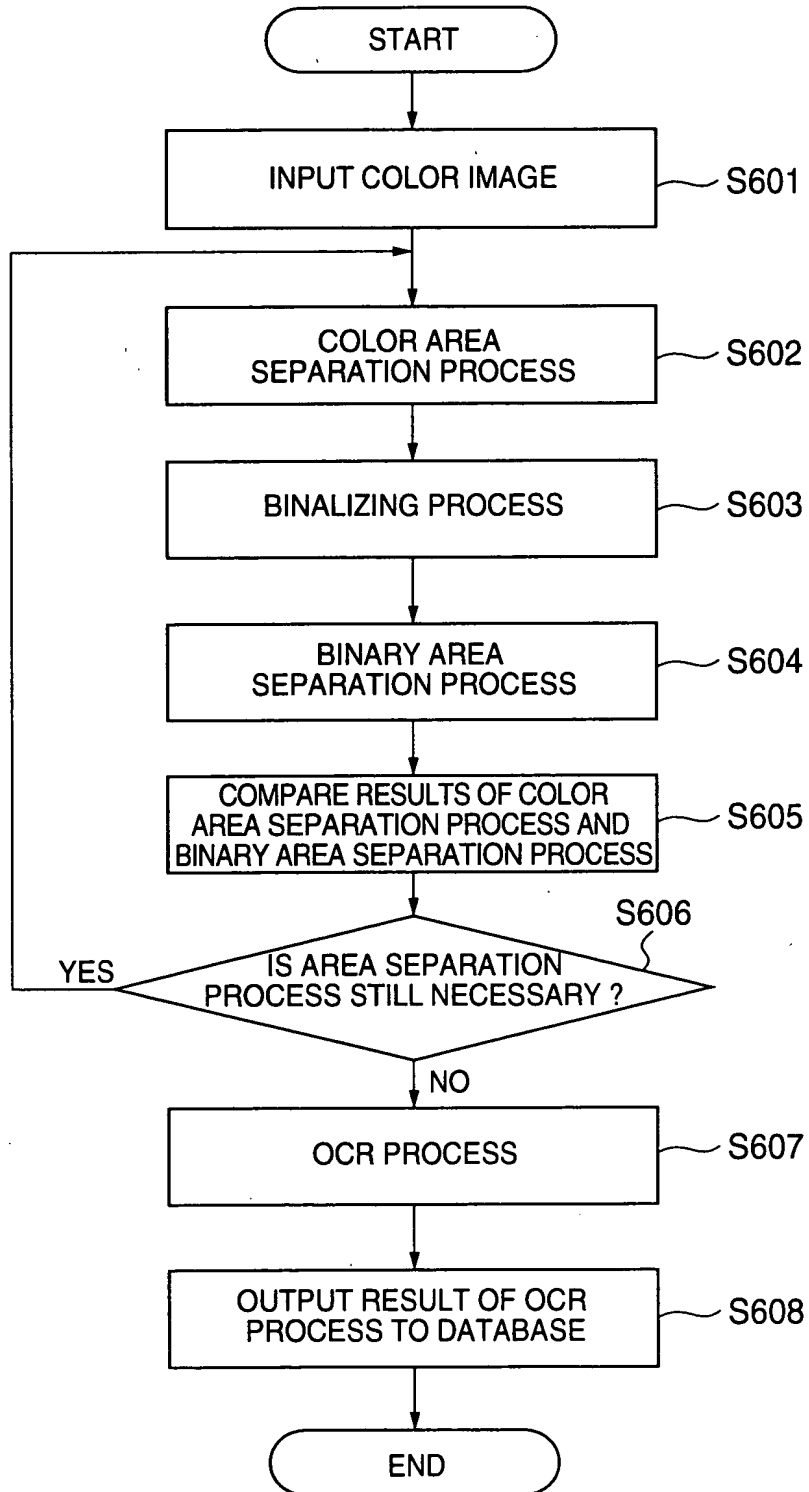 START
INPUT COLOR IMAGE
S601
COLOR AREA
SEPARATION PROCESS
S602
BINALIZING PROCESS
S603
BINARY AREA
SEPARATION PROCESS
S604
COMPARE RESULTS OF COLOR
AREA SEPARATION PROCESS AND
BINARY AREA SEPARATION PROCESS
S605
S606
YES
IS AREA SEPARATION
PROCESS STILL NECESSARY ?
NO
OCR PROCESS
S607
OUTPUT RESULT OF OCR
PROCESS TO DATABASE
S608
END